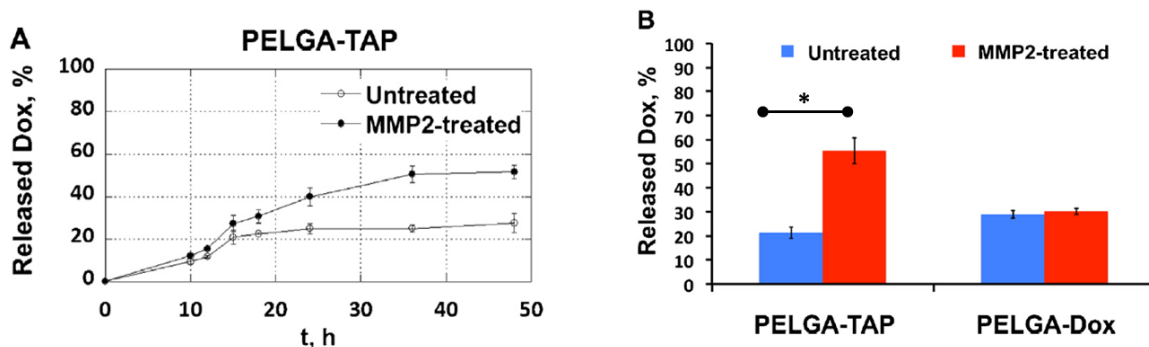 A
PELGA-TAP
Released Dox, %
100
80
60
40
20
0
Untreated
MMP2-treated
0 10 20 30 40 50
t, h
B
Released Dox, %
100
90
80
70
60
50
40
30
20
10
0
Untreated MMP2-treated
*
PELGA-TAP PELGA-Dox